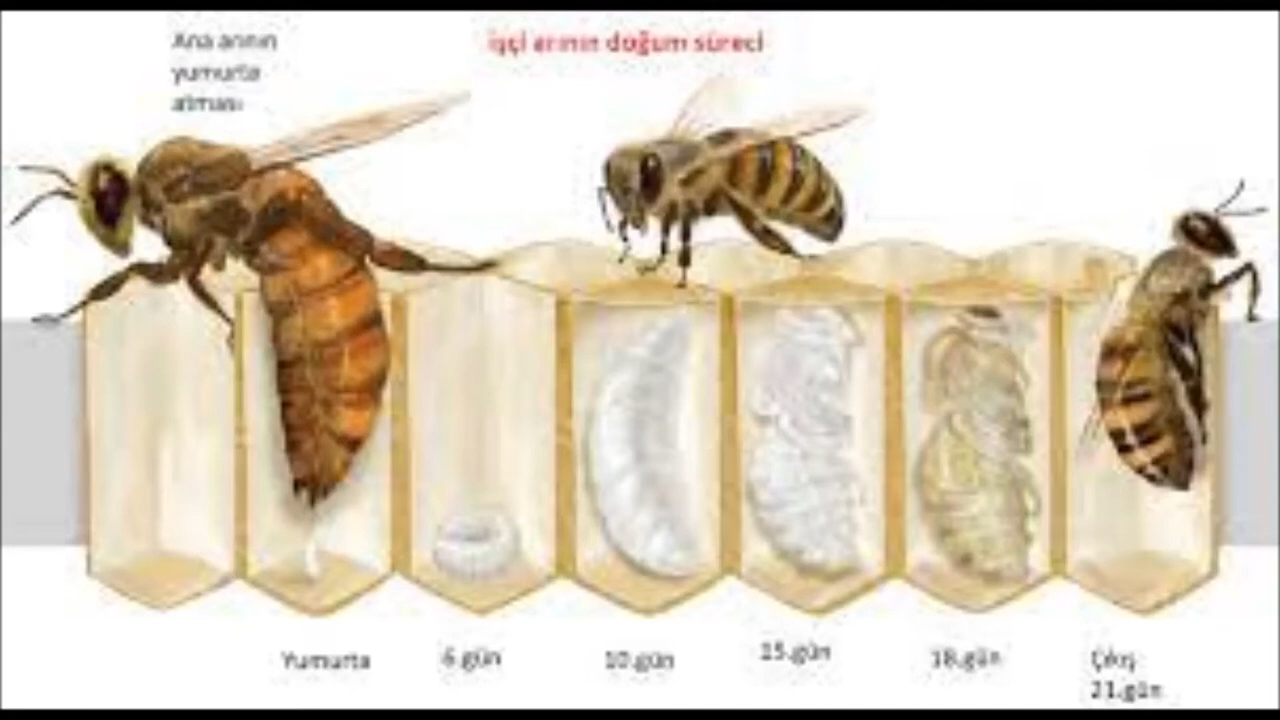 Ana arının
yumurta
atması
işçi arının doğum süreci
Yumurta
6.gün
10.gün
15.gün
18.gün
Çıkış
21.gün